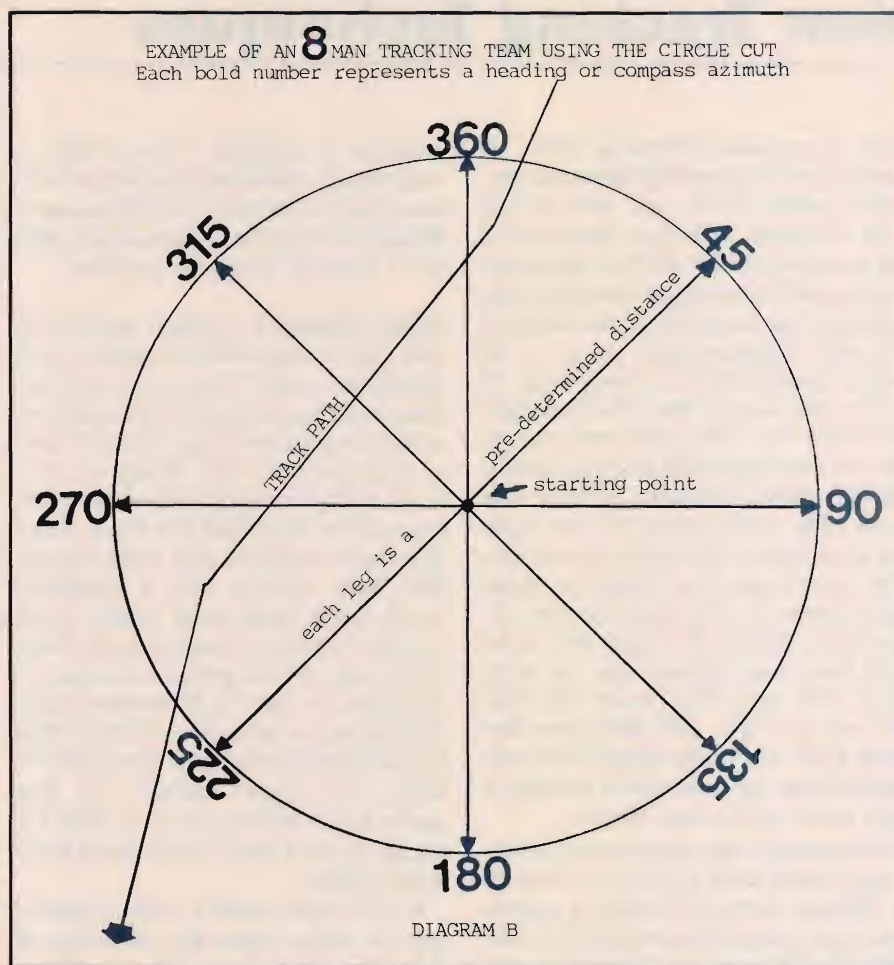 EXAMPLE OF AN 8 MAN TRACKING TEAM USING THE CIRCLE CUT
Each bold number represents a heading or compass azimuth
360
315
45
pre-determined distance
TRACK PATH
starting point
270
90
each leg is a
225
135
180
DIAGRAM B